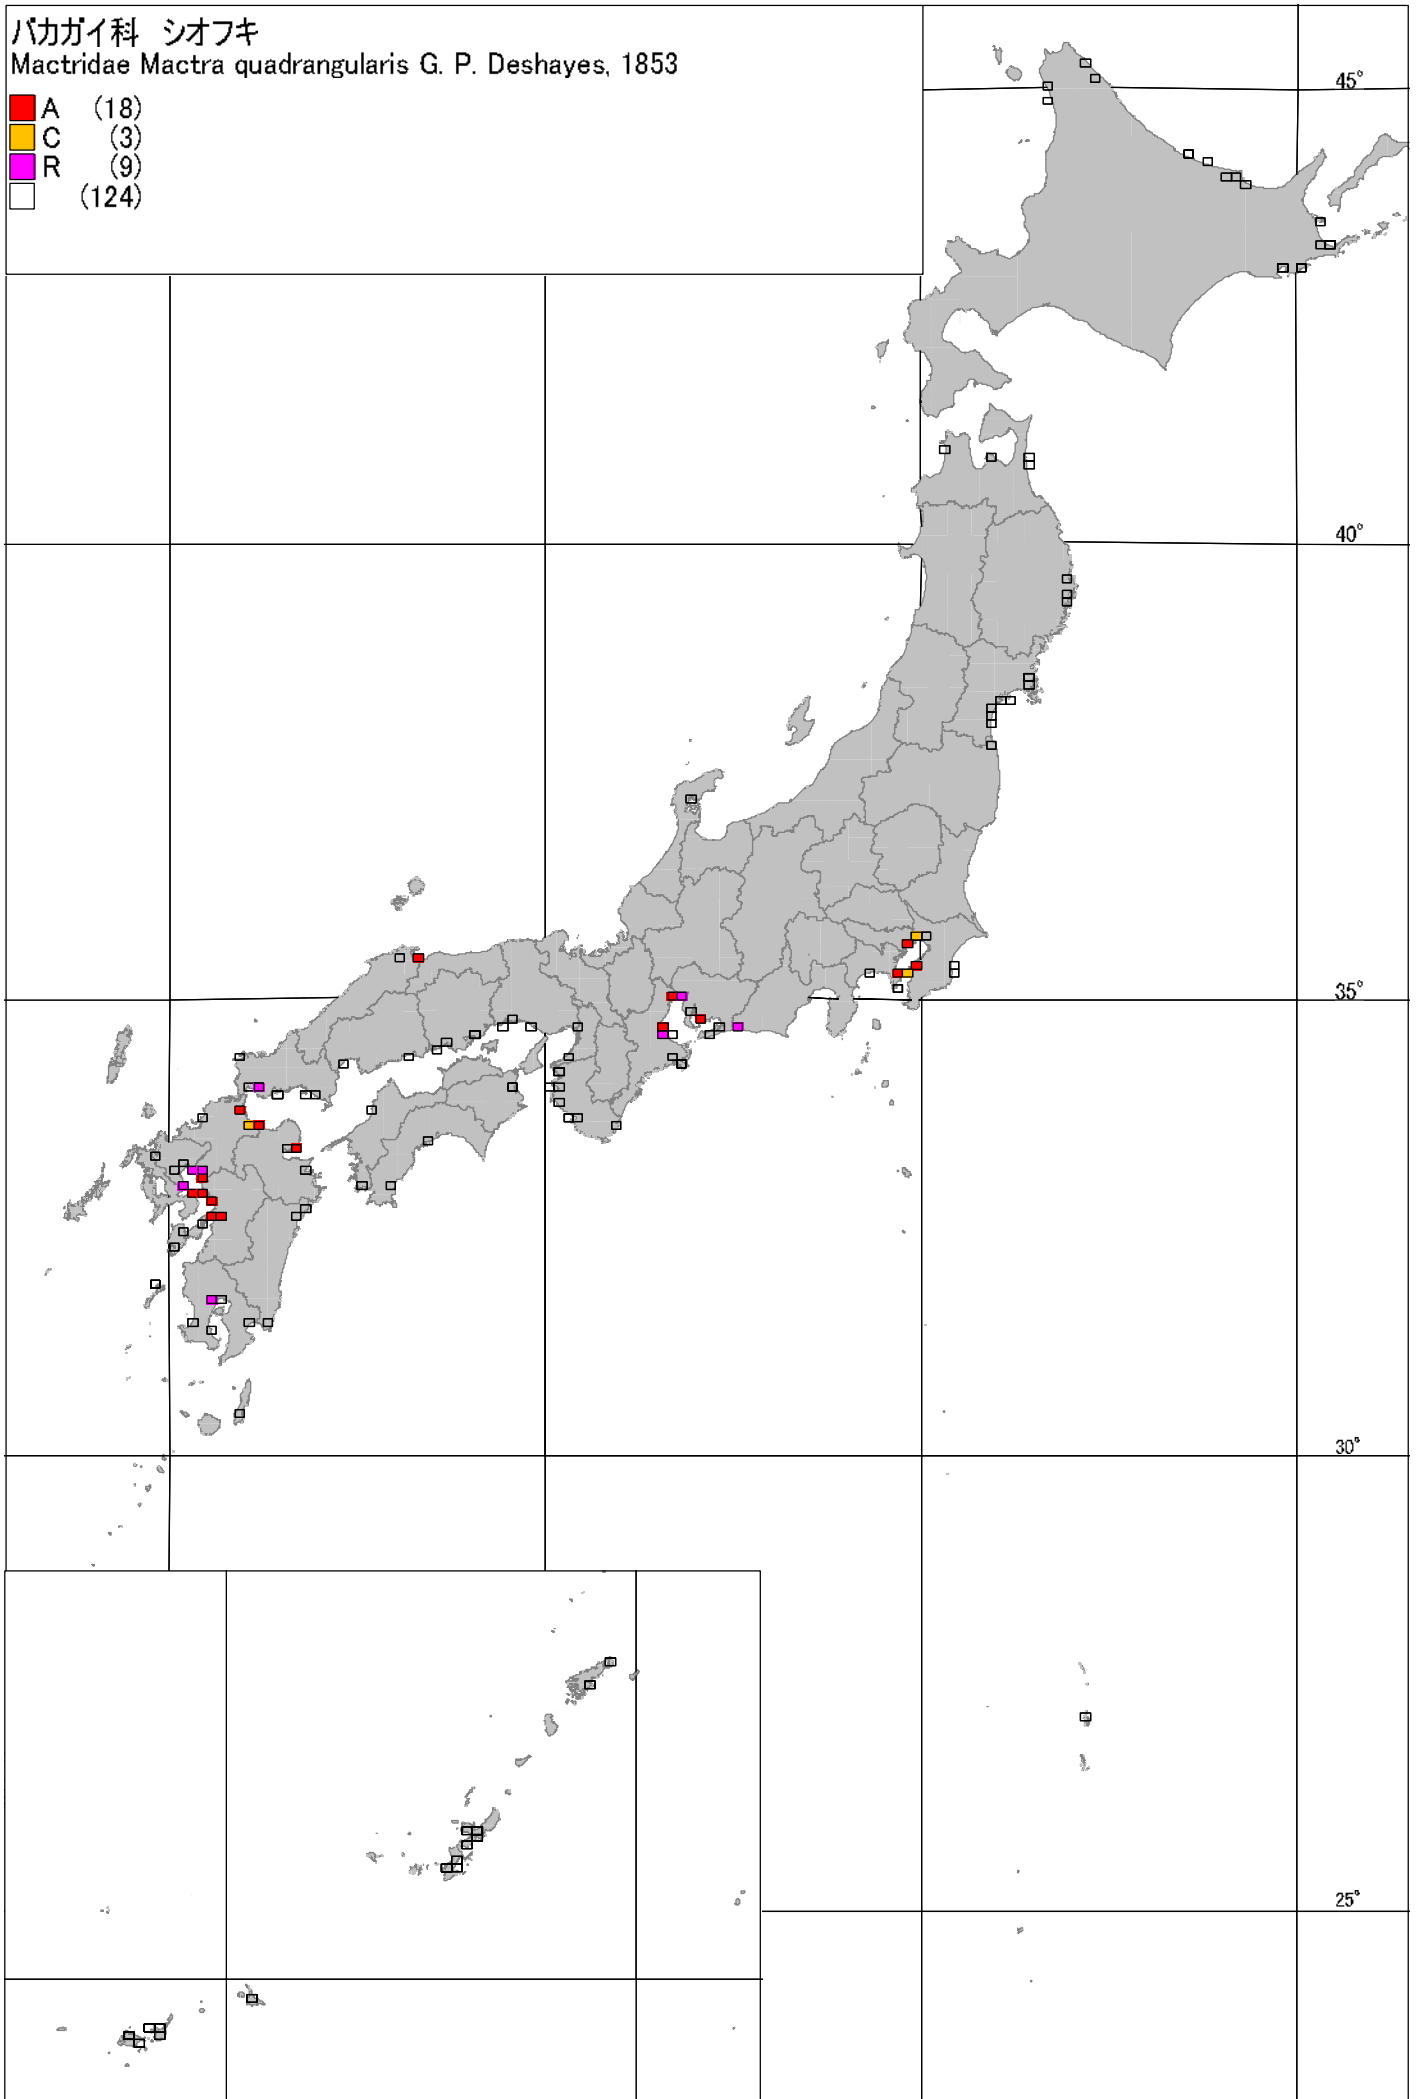 バカガイ科 シオフキ
Mactridae Mactra quadrangularis G. P. Deshayes, 1853
A (18)
C (3)
R (9)
(124)
45°
40°
35°
30°
25°